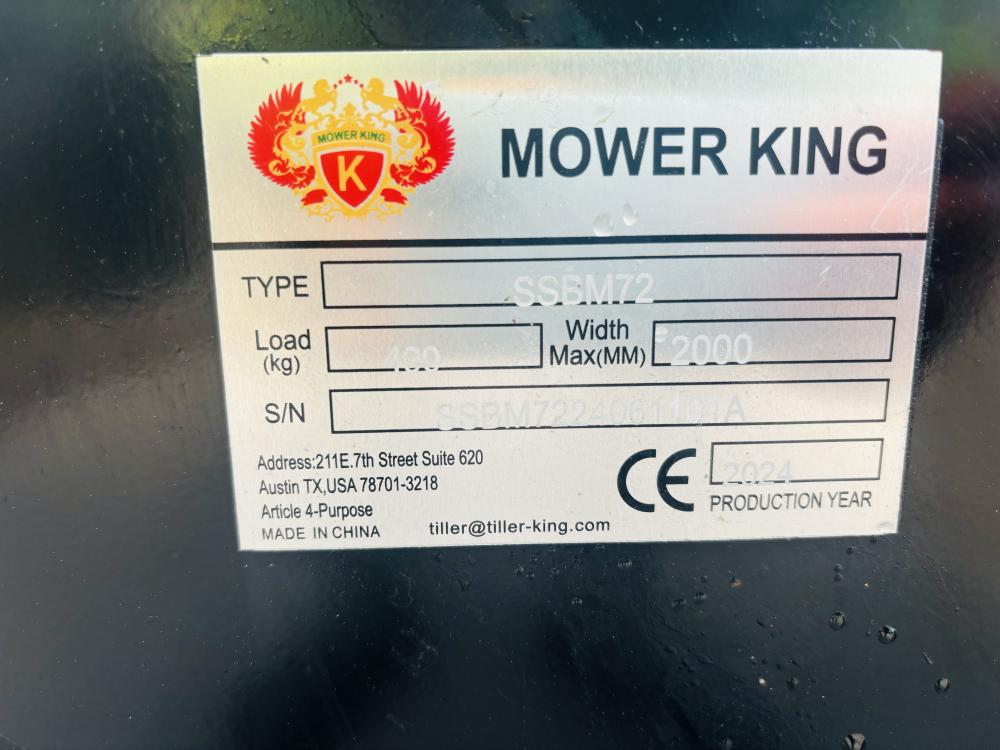 MOWER KING
K
MOWER KING
TYPE SSBM72
Load (kg) Width Max(MM) 2000
S/N
Address:211E.7th Street Suite 620
Austin TX,USA 78701-3218
Article 4-Purpose
MADE IN CHINA
tiller@tiller-king.com
CE
2024
PRODUCTION YEAR